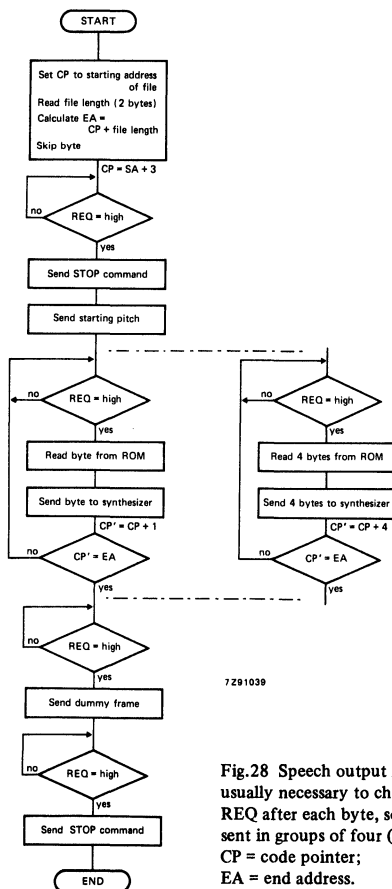 START
Set CP to starting address
of file
Read file length (2 bytes)
Calculate EA =
CP + file length
Skip byte
CP = SA + 3
no
REQ = high
yes
Send STOP command
Send starting pitch
no
REQ = high
yes
Read byte from ROM
Send byte to synthesizer
CP' = CP + 1
no
CP' = EA
yes
no
REQ = high
yes
Read 4 bytes from ROM
Send 4 bytes to synthesizer
CP' = CP + 4
no
CP' = EA
yes
no
REQ = high
yes
Send dummy frame
no
REQ = high
yes
Send STOP command
END
7Z91039
Fig.28 Speech output
usually necessary to ch
REQ after each byte, s
sent in groups of four (
CP = code pointer;
EA = end address.